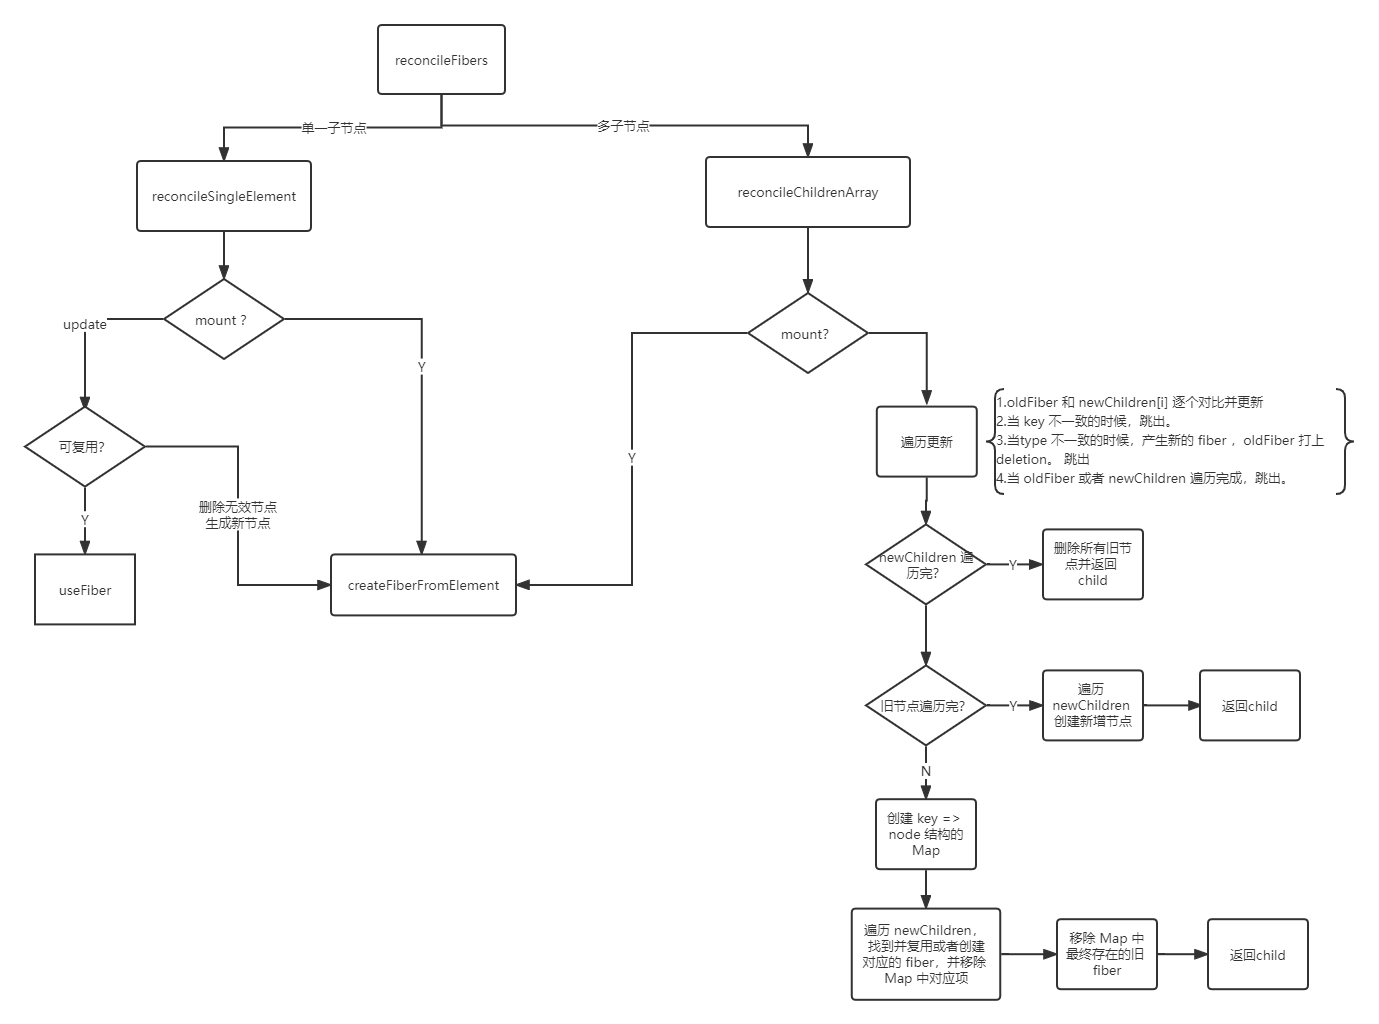 reconcileFibers
单一子节点
多子节点
reconcileSingleElement
reconcileChildrenArray
mount ?
update
Y
mount?
Y
可复用?
删除无效节点
生成新节点
Y
useFiber
createFiberFromElement
遍历更新
1.oldFiber 和 newChildren[i] 逐个对比并更新
2.当 key 不一致的时候，跳出。
3.当type 不一致的时候，产生新的 fiber ，oldFiber 打上
deletion。 跳出
4.当 oldFiber 或者 newChildren 遍历完成，跳出。
newChildren 遍
历完?
Y
删除所有旧节
点并返回
child
旧节点遍历完?
Y
遍历
newChildren
创建新增节点
返回child
N
创建 key =>
node 结构的
Map
遍历 newChildren，
找到并复用或者创建
对应的 fiber，并移除
Map 中对应项
移除 Map 中
最终存在的旧
fiber
返回child